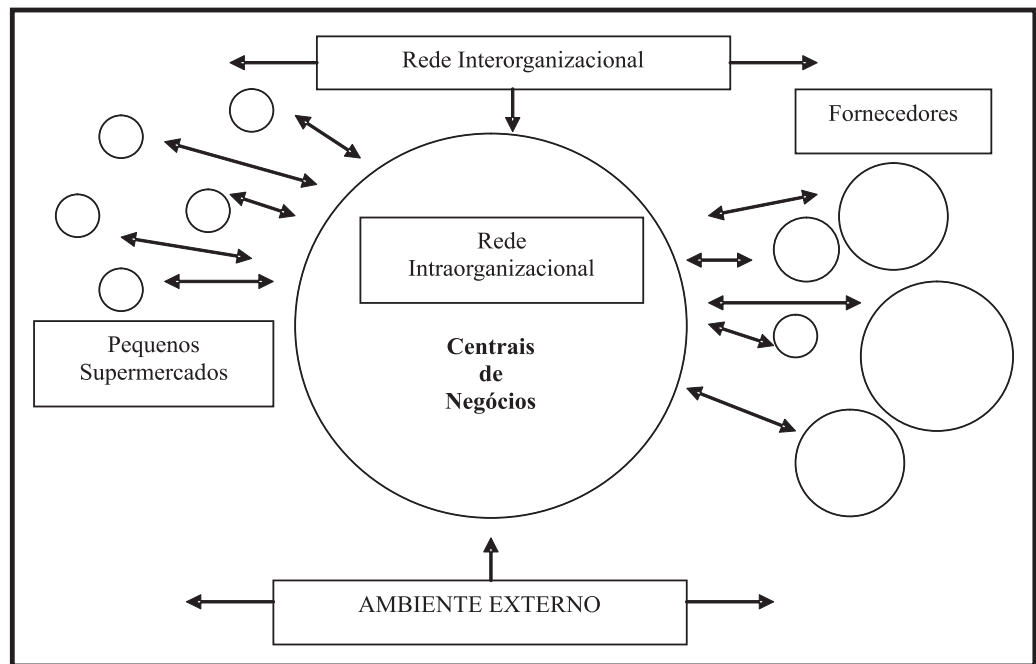 Rede Interorganizacional
Fornecedores
Rede
Intraorganizacional
Centrais
de
Negócios
Pequenos
Supermercados
AMBIENTE EXTERNO